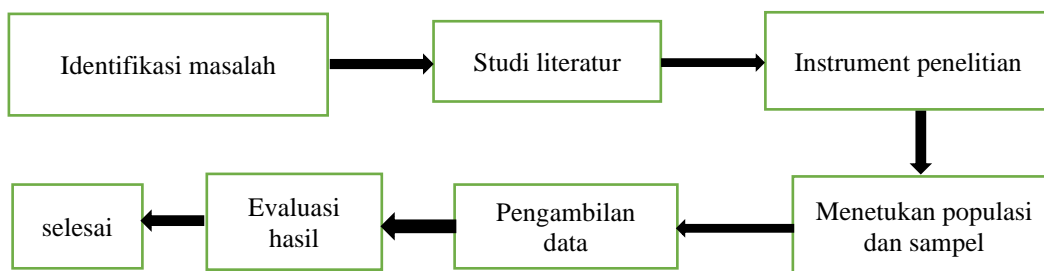 Identifikasi masalah
Studi literatur
Instrument penelitian
Menetukan populasi
dan sampel
Pengambilan
data
Evaluasi
hasil
selesai